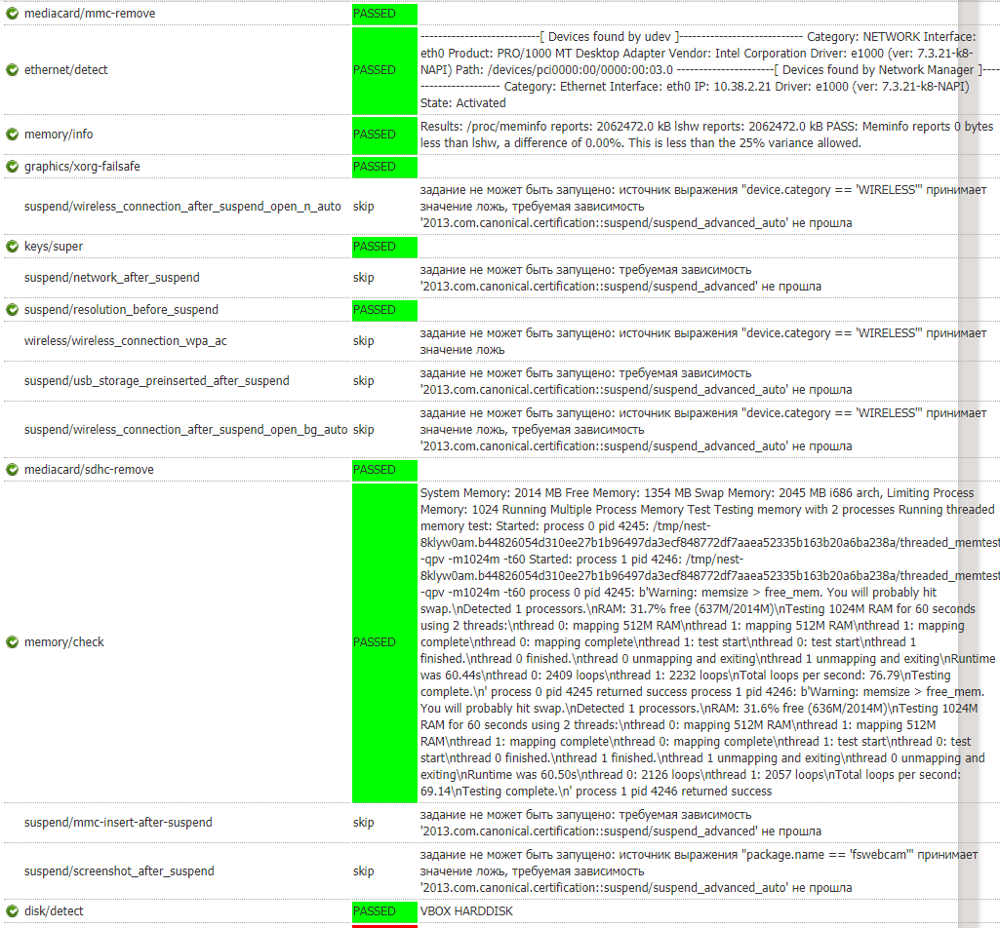 mediacard/mmc-remove PASSED
---------------------------[ Devices found by udev ]---------------------------- Category: NETWORK Interface:
eth0 Product: PRO/1000 MT Desktop Adapter Vendor: Intel Corporation Driver: e1000 (ver: 7.3.21-k8-
ethernet/detect PASSED NAPI) Path: /devices/pci0000:00/0000:00:03.0 ----------------------[ Devices found by Network Manager ]----
------------------ Category: Ethernet Interface: eth0 IP: 10.38.2.21 Driver: e1000 (ver: 7.3.21-k8-NAPI)
State: Activated
memory/info PASSED Results: /proc/meminfo reports: 2062472.0 kB lshw reports: 2062472.0 kB PASS: Meminfo reports 0 bytes
less than lshw, a difference of 0.00%. This is less than the 25% variance allowed.
graphics/xorg-failsafe PASSED
suspend/wireless_connection_after_suspend_open_n_auto skip задание не может быть запущено: источник выражения "device.category == 'WIRELESS'" принимает
значение ложь, требуемая зависимость
'2013.com.canonical.certification::suspend/suspend_advanced_auto' не прошла
keys/super PASSED
suspend/network_after_suspend skip задание не может быть запущено: требуемая зависимость
'2013.com.canonical.certification::suspend/suspend_advanced' не прошла
suspend/resolution_before_suspend PASSED
wireless/wireless_connection_wpa_ac skip задание не может быть запущено: источник выражения "device.category == 'WIRELESS'" принимает
значение ложь
suspend/usb_storage_preinserted_after_suspend skip задание не может быть запущено: требуемая зависимость
'2013.com.canonical.certification::suspend/suspend_advanced_auto' не прошла
suspend/wireless_connection_after_suspend_open_bg_auto skip задание не может быть запущено: источник выражения "device.category == 'WIRELESS'" принимает
значение ложь, требуемая зависимость
'2013.com.canonical.certification::suspend/suspend_advanced_auto' не прошла
mediacard/sdhc-remove PASSED
memory/check PASSED System Memory: 2014 MB Free Memory: 1354 MB Swap Memory: 2045 MB i686 arch, Limiting Process
Memory: 1024 Running Multiple Process Memory Test Testing memory with 2 processes Running threaded
memory test: Started: process 0 pid 4245: /tmp/nest-
8klyw0am.b44826054d310ee27b1b96497da3ecf848772df7aaea52335b163b20a6ba238a/threaded_memtest
-qpv -m1024m -t60 Started: process 1 pid 4246: /tmp/nest-
8klyw0am.b44826054d310ee27b1b96497da3ecf848772df7aaea52335b163b20a6ba238a/threaded_memtest
-qpv -m1024m -t60 process 0 pid 4245: b'Warning: memsize > free_mem. You will probably hit
swap.\nDetected 1 processors.\nRAM: 31.7% free (637M/2014M)\nTesting 1024M RAM for 60 seconds
using 2 threads:\nthread 0: mapping 512M RAM\nthread 1: mapping 512M RAM\nthread 1: mapping
complete\nthread 0: mapping complete\nthread 1: test start\nthread 0: test start\nthread 1
finished.\nthread 0 finished.\nthread 0 unmapping and exiting\nthread 1 unmapping and exiting\nRuntime
was 60.44s\nthread 0: 2409 loops\nthread 1: 2232 loops\nTotal loops per second: 76.79\nTesting
complete.\n' process 0 pid 4245 returned success process 1 pid 4246: b'Warning: memsize > free_mem.
You will probably hit swap.\nDetected 1 processors.\nRAM: 31.6% free (636M/2014M)\nTesting 1024M
RAM for 60 seconds using 2 threads:\nthread 0: mapping 512M RAM\nthread 1: mapping 512M
RAM\nthread 1: mapping complete\nthread 0: mapping complete\nthread 1: test start\nthread 0: test
start\nthread 0 finished.\nthread 1 finished.\nthread 1 unmapping and exiting\nthread 0 unmapping and
exiting\nRuntime was 60.50s\nthread 0: 2126 loops\nthread 1: 2057 loops\nTotal loops per second:
69.14\nTesting complete.\n' process 1 pid 4246 returned success
suspend/mmc-insert-after-suspend skip задание не может быть запущено: требуемая зависимость
'2013.com.canonical.certification::suspend/suspend_advanced' не прошла
suspend/screenshot_after_suspend skip задание не может быть запущено: источник выражения "package.name == 'fswebcam'" принимает
значение ложь, требуемая зависимость
'2013.com.canonical.certification::suspend/suspend_advanced_auto' не прошла
disk/detect PASSED VBOX HARDDISK